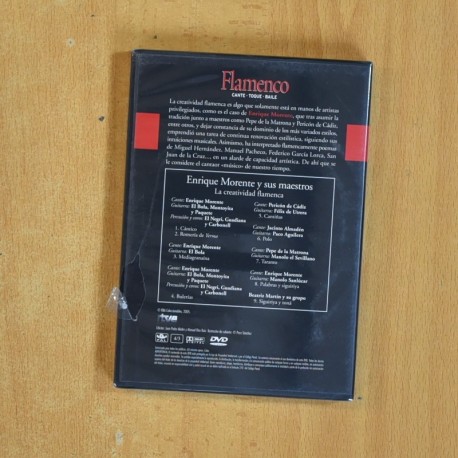 Flamenco
CANTE · TOQUE · BAILE
La creatividad flamenca es algo que solamente está en manos de artistas
privilegiados, como es el caso de Enrique Morente, que tras asumir la
tradición junto a maestros como Pepe de la Matrona y Pericón de Cádiz,
entre otros, y dejar constancia de su dominio de los más variados estilos,
emprendió una tarea de continua renovación estilística, siguiendo sus
intuiciones musicales. Asimismo, ha interpretado flamencamente poemas
de Miguel Hernández, Manuel Pacheco, Federico García Lorca, San
Juan de la Cruz..., en un alarde de capacidad artística. De ahí que se
le considere el cantaor «músico» de nuestro tiempo.
Enrique Morente y sus maestros
La creatividad flamenca
Cante: Enrique Morente
Guitarra: El Bola, Montoyita
y Paquete
Percusión y coros: El Negri, Gusdiana
y Carbonell
1. Cántico
2. Romería de Yerma
Cante: Enrique Morente
Guitarra: El Bola
3. Malagromaína
Cante: Enrique Morente
Guitarra: El Bola, Montoyita
y Paquete
Percusión y coros: El Negri, Guadiana
y Carbonell
4. Bulerías
Cante: Pericón de Cádiz
Guitarra: Félix de Utrera
5. Cantiñas
Cante: Jacinto Almadén
Guitarra: Paco Aguilera
6. Polo
Cante: Pepe de la Matrona
Guitarra: Manolo el Sevillano
7. Tarantos
Cante: Enrique Morente
Guitarra: Manolo Sanlúcar
8. Palabras y siguiriya
Beatriz Martín y su grupo
9. Siguiriya y soleá
4/3
DVD